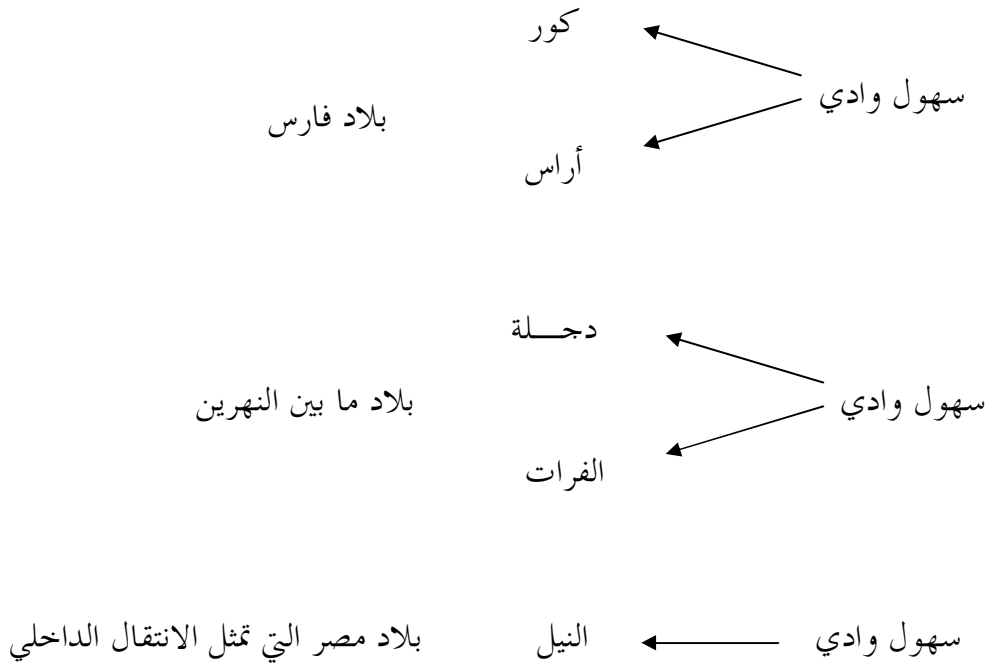 كور
سهول وادي
بلاد فارس
أراس
دجـــلة
سهول وادي
بلاد ما بين النهرين
الفرات
سهول وادي النيل بلاد مصر التي تمثل الانتقال الداخلي